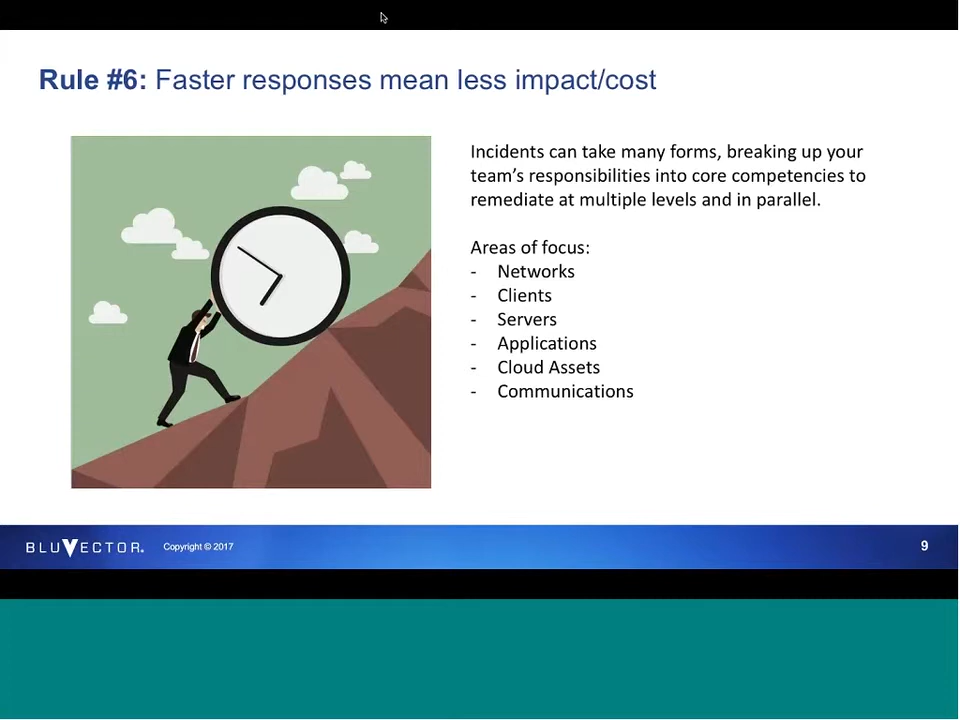 Rule #6: Faster responses mean less impact/cost
Incidents can take many forms, breaking up your
team’s responsibilities into core competencies to
remediate at multiple levels and in parallel.
Areas of focus:
- Networks
- Clients
- Servers
- Applications
- Cloud Assets
- Communications
BLUVECTOR® Copyright © 2017 9